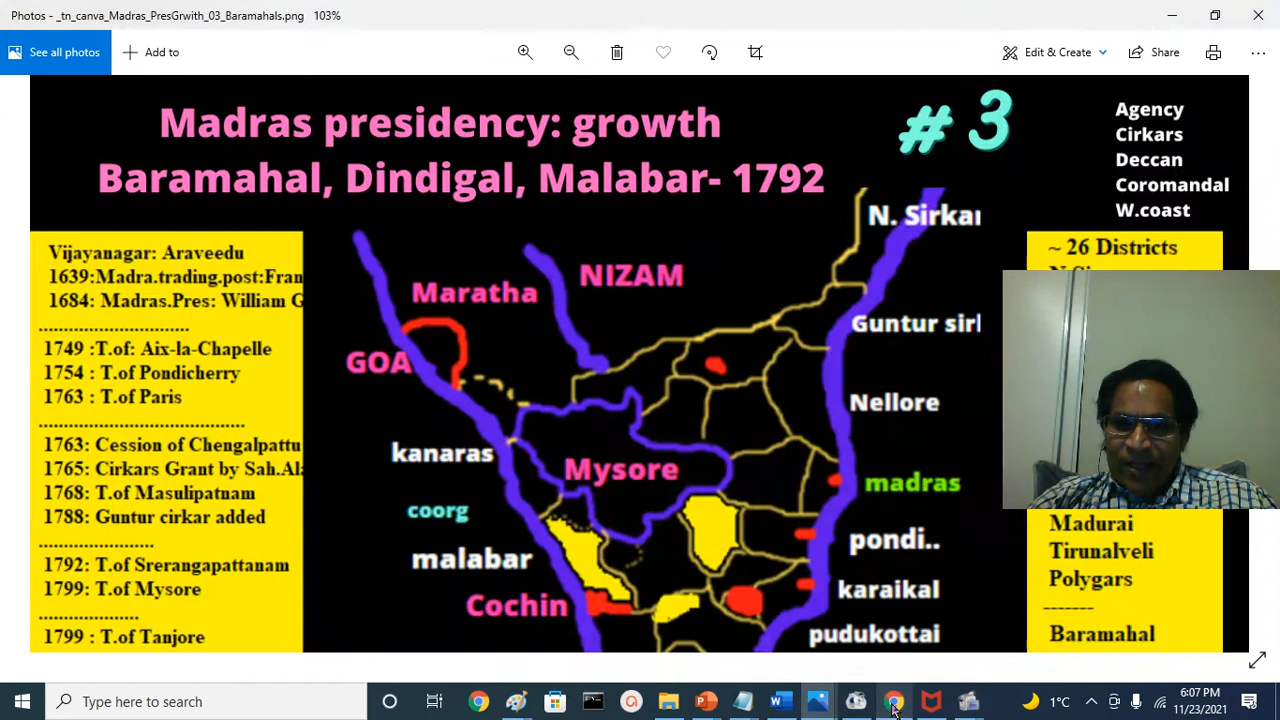 Photos - _tn_canva_Madras_PresGrwith_03_Baramahals.png 103%
See all photos
Add to
Edit & Create
Share
Madras presidency: growth
Baramahal, Dindigal, Malabar- 1792
# 3
Agency
Cirkars
Deccan
Coromandal
W.coast
Vijayanagar: Araveedu
1639:Madra.trading.post:Fran
1684: Madras.Pres: William G
..............................
1749 :T.of: Aix-la-Chapelle
1754 : T.of Pondicherry
1763 : T.of Paris
.........................................
1763: Cession of Chengalpattu
1765: Cirkars Grant by Sah.Ala
1768: T.of Masulipatnam
1788: Guntur cirkar added
.......................
1792: T.of Srerangapattanam
1799: T.of Mysore
....................
1799 : T.of Tanjore
N. Sirkar
NIZAM
Maratha
Guntur sirl
GOA
Nellore
kanaras
Mysore
madras
coorg
pondi..
malabar
karaikal
Cochin
pudukottai
~ 26 Districts
Madurai
Tirunalveli
Polygars
-------
Baramahal
Type here to search
1°C
6:07 PM
11/23/2021